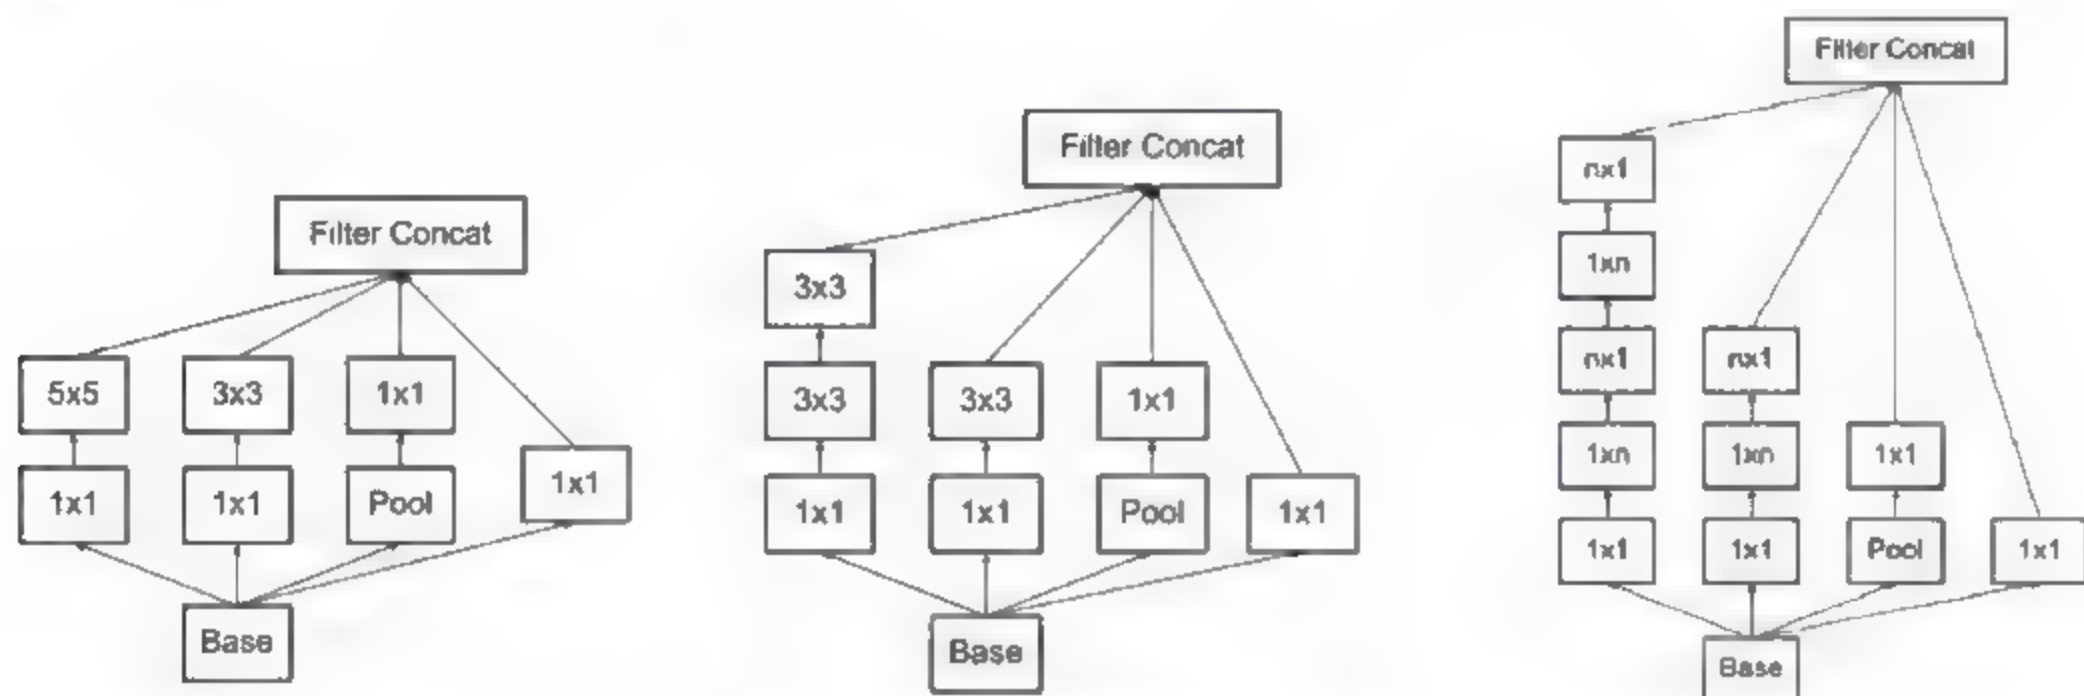 Filter Concat
5x5 3x3 1x1
1x1 1x1 Pool 1x1
Base
Filter Concat
3x3
3x3 3x3 1x1
1x1 1x1 Pool 1x1
Base
Filter Concat
nx1
1xn
nx1 nx1
1xn 1xn 1x1
1x1 1x1 Pool 1x1
Base